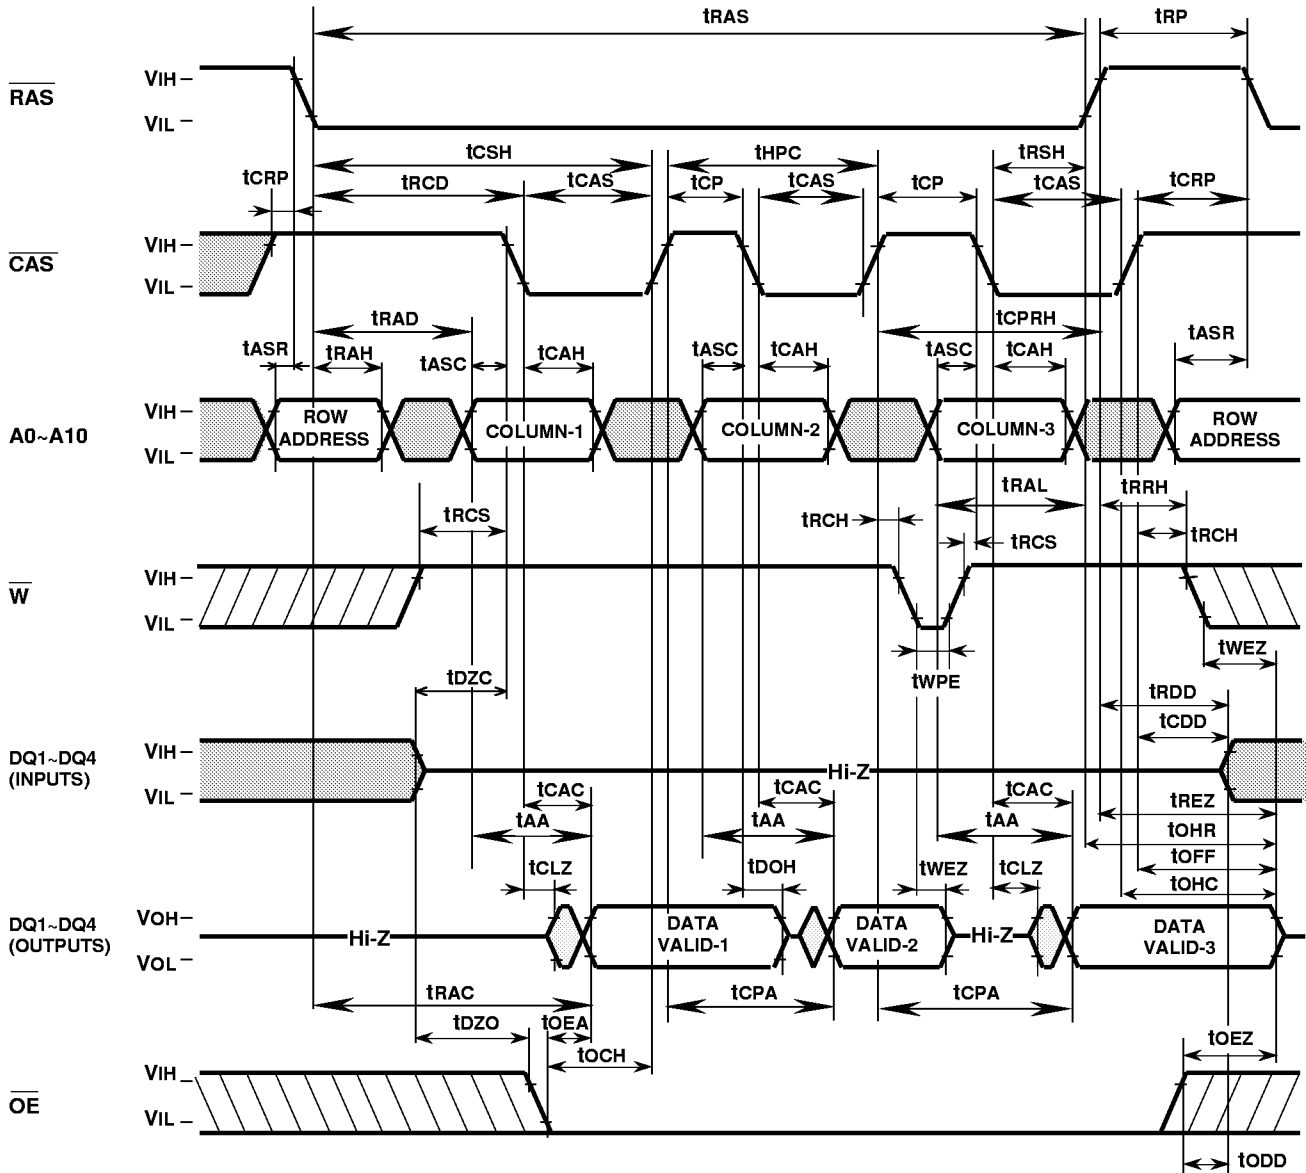 tRAS
tRP
RAS
VIH
VIL
tCSH
tHPC
tRSH
tCRP
tRCD
tCAS
tCP
tCAS
tCP
tCAS
tCRP
CAS
VIH
VIL
tRAD
tCPRH
tASR
tRAH
tASC
tCAH
tASC
tCAH
tASC
tCAH
tASR
A0~A10
VIH
VIL
ROW
ADDRESS
COLUMN-1
COLUMN-2
COLUMN-3
ROW
ADDRESS
tRAL
tRRH
tRCS
tRCH
tRCS
tRCH
W
VIH
VIL
tWEZ
tWPE
tDZC
tRDD
tCDD
DQ1~DQ4
(INPUTS)
VIH
VIL
Hi-Z
tCAC
tCAC
tCAC
tREZ
tAA
tAA
tAA
tOHR
tCLZ
tDOH
tWEZ
tCLZ
tOFF
tOHC
DQ1~DQ4
(OUTPUTS)
VOH
VOL
Hi-Z
DATA
VALID-1
DATA
VALID-2
Hi-Z
DATA
VALID-3
tRAC
tCPA
tCPA
tDZO
tOEA
tOCH
tOEZ
OE
VIH
VIL
tODD